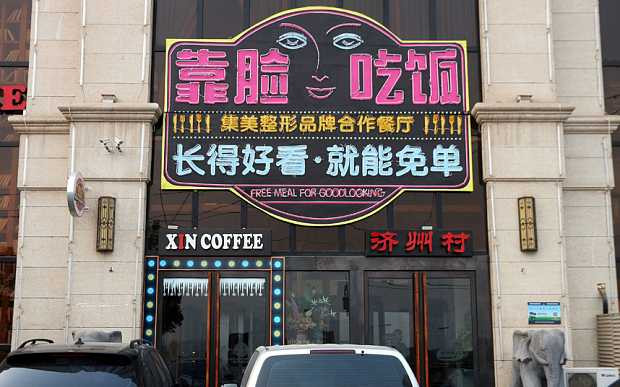 靠脸吃饭
集美整形品牌合作餐厅
长得好看·就能免单
FREE MEAL FOR GOODLOOKING
XIN COFFEE
济州村